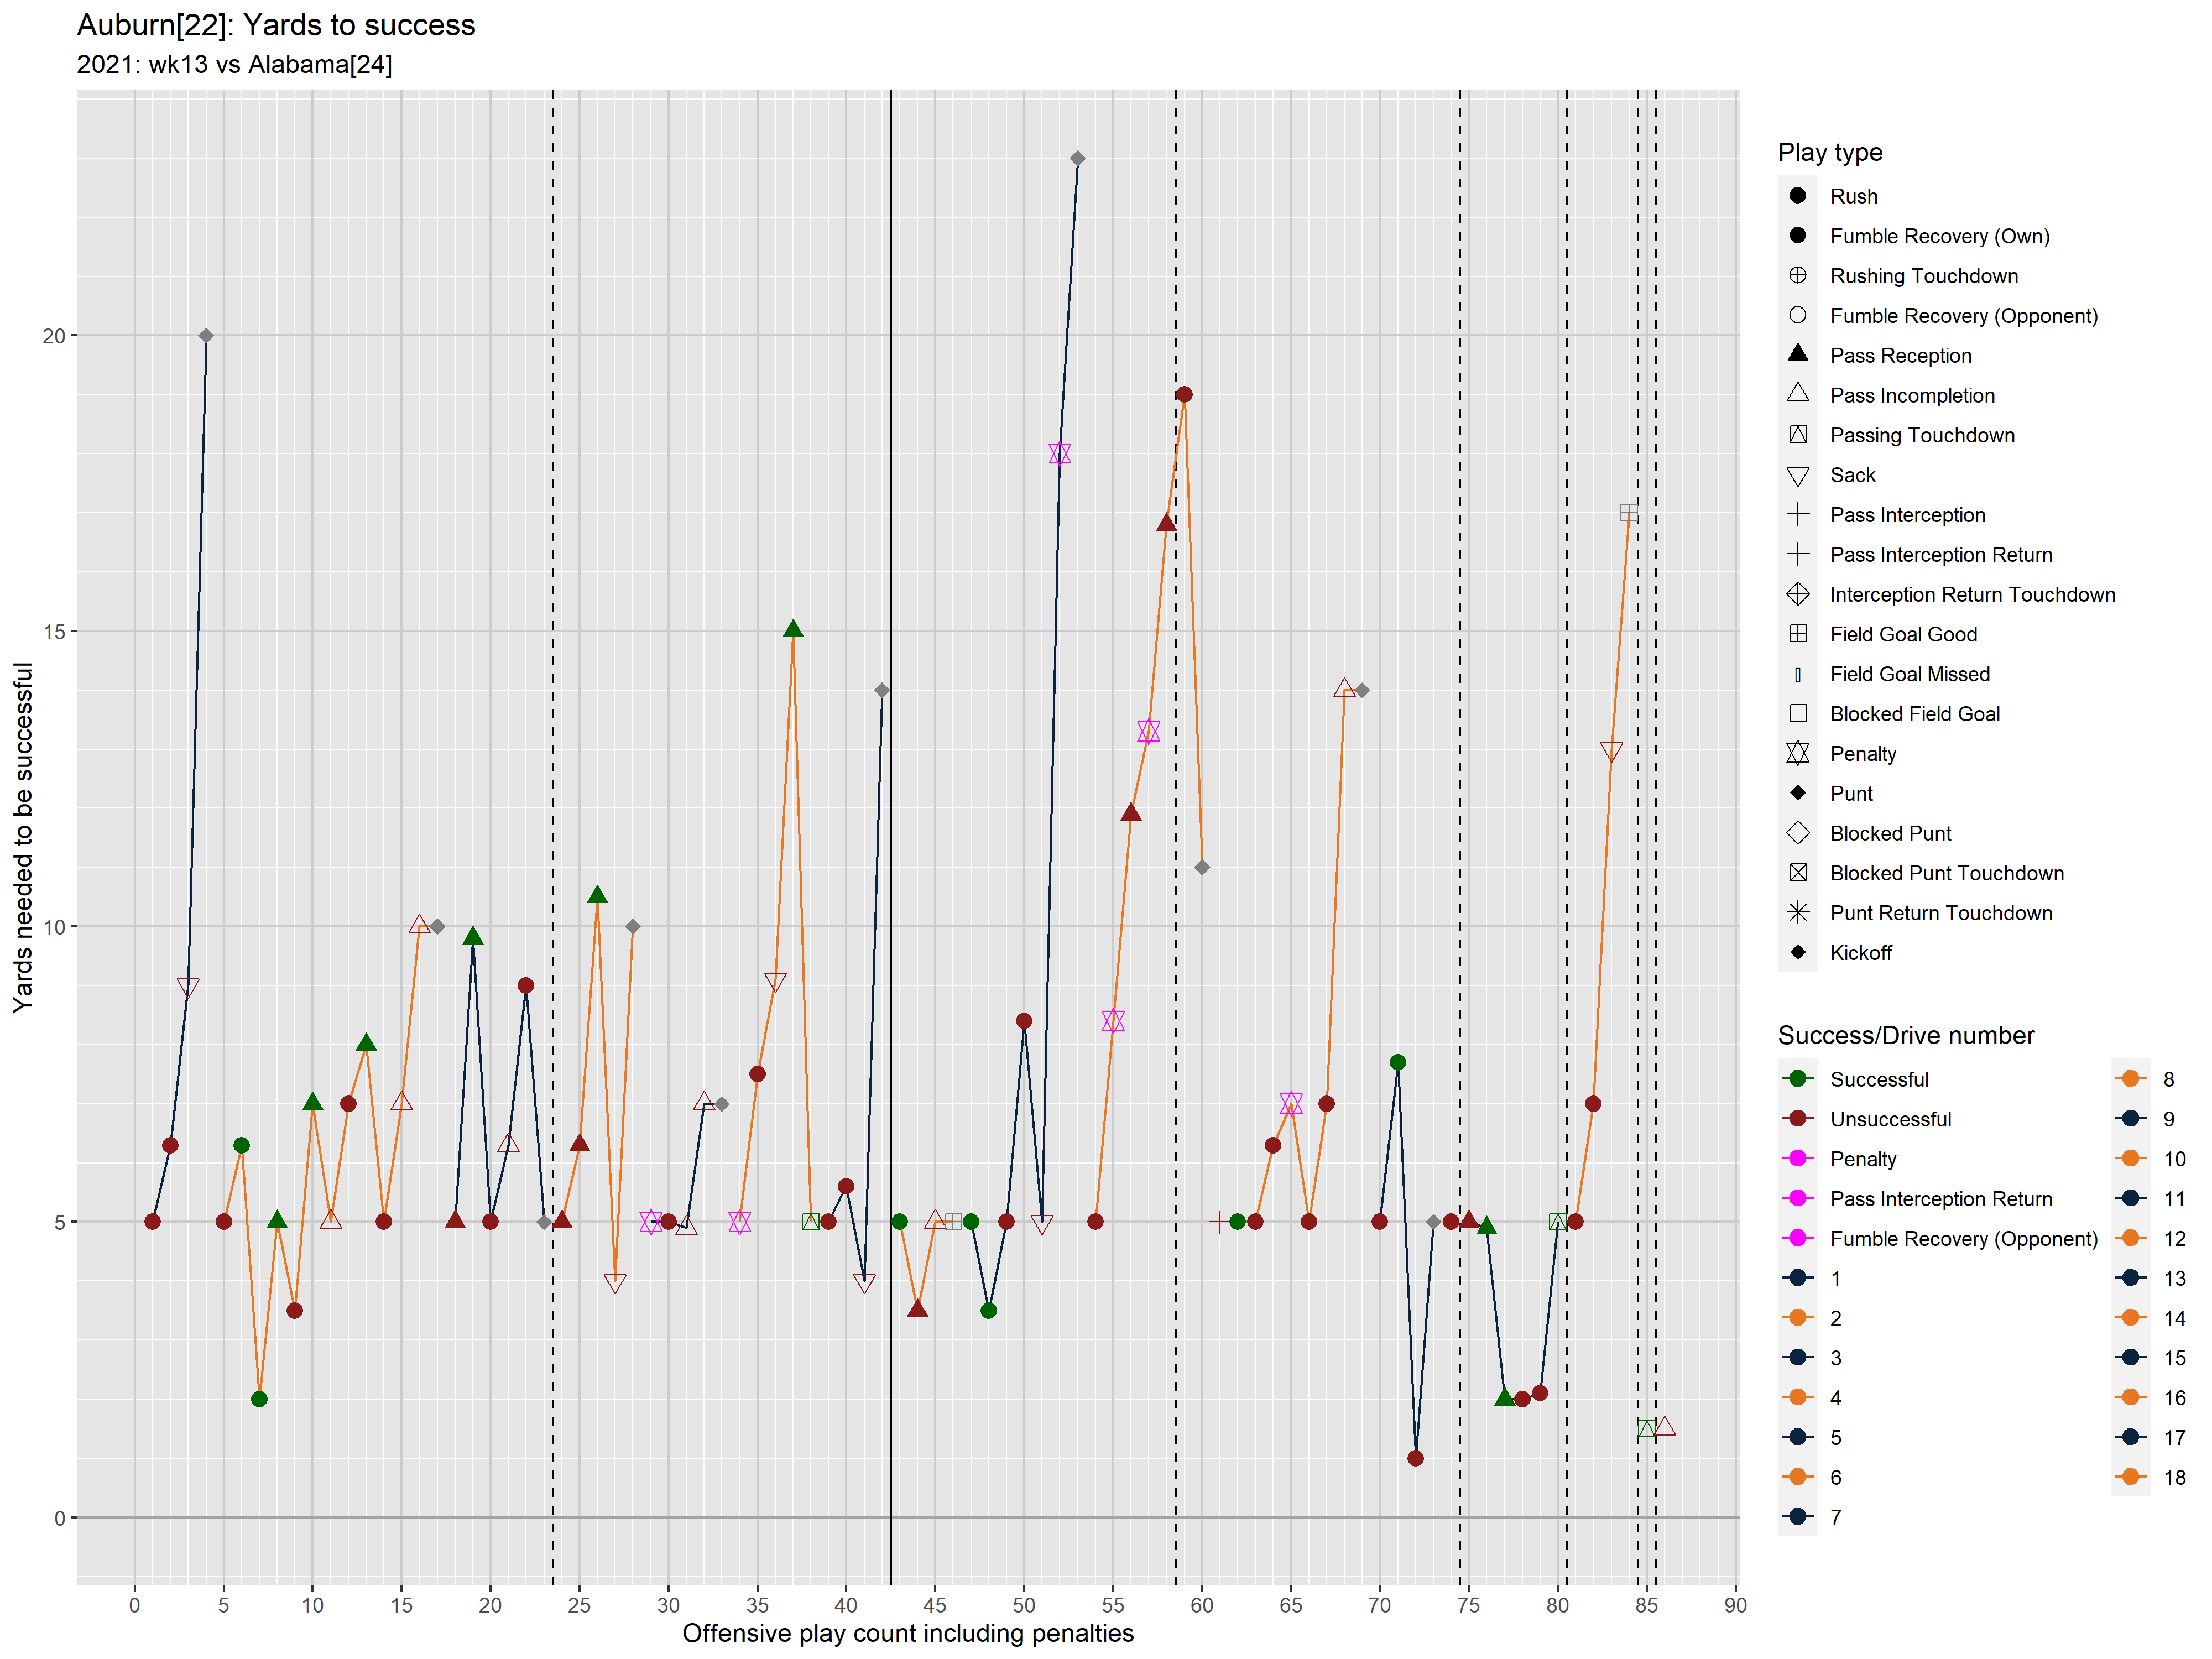 Auburn[22]: Yards to success
2021: wk13 vs Alabama[24]
Yards needed to be successful
20
15
10
5
0
0 5 10 15 20 25 30 35 40 45 50 55 60 65 70 75 80 85 90
Offensive play count including penalties
Play type
Rush
Fumble Recovery (Own)
Rushing Touchdown
Fumble Recovery (Opponent)
Pass Reception
Pass Incompletion
Passing Touchdown
Sack
Pass Interception
Pass Interception Return
Interception Return Touchdown
Field Goal Good
Field Goal Missed
Blocked Field Goal
Penalty
Punt
Blocked Punt
Blocked Punt Touchdown
Punt Return Touchdown
Kickoff
Success/Drive number
Successful
Unsuccessful
Penalty
Pass Interception Return
Fumble Recovery (Opponent)
1
2
3
4
5
6
7
8
9
10
11
12
13
14
15
16
17
18